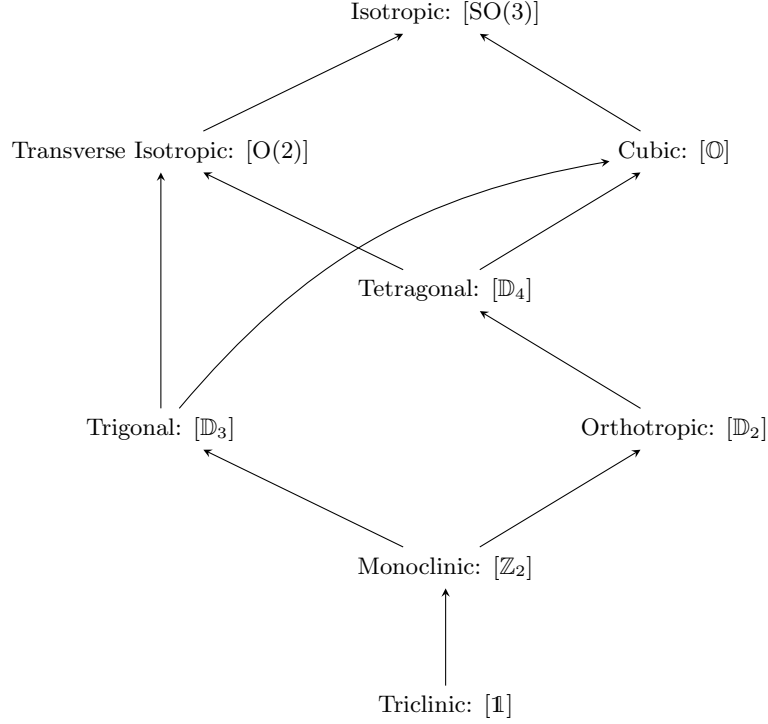 Isotropic: [SO(3)]
Transverse Isotropic: [O(2)]
Cubic: [𝕆]
Tetragonal: [𝔻₄]
Trigonal: [𝔻₃]
Orthotropic: [𝔻₂]
Monoclinic: [ℤ₂]
Triclinic: [𝟙]